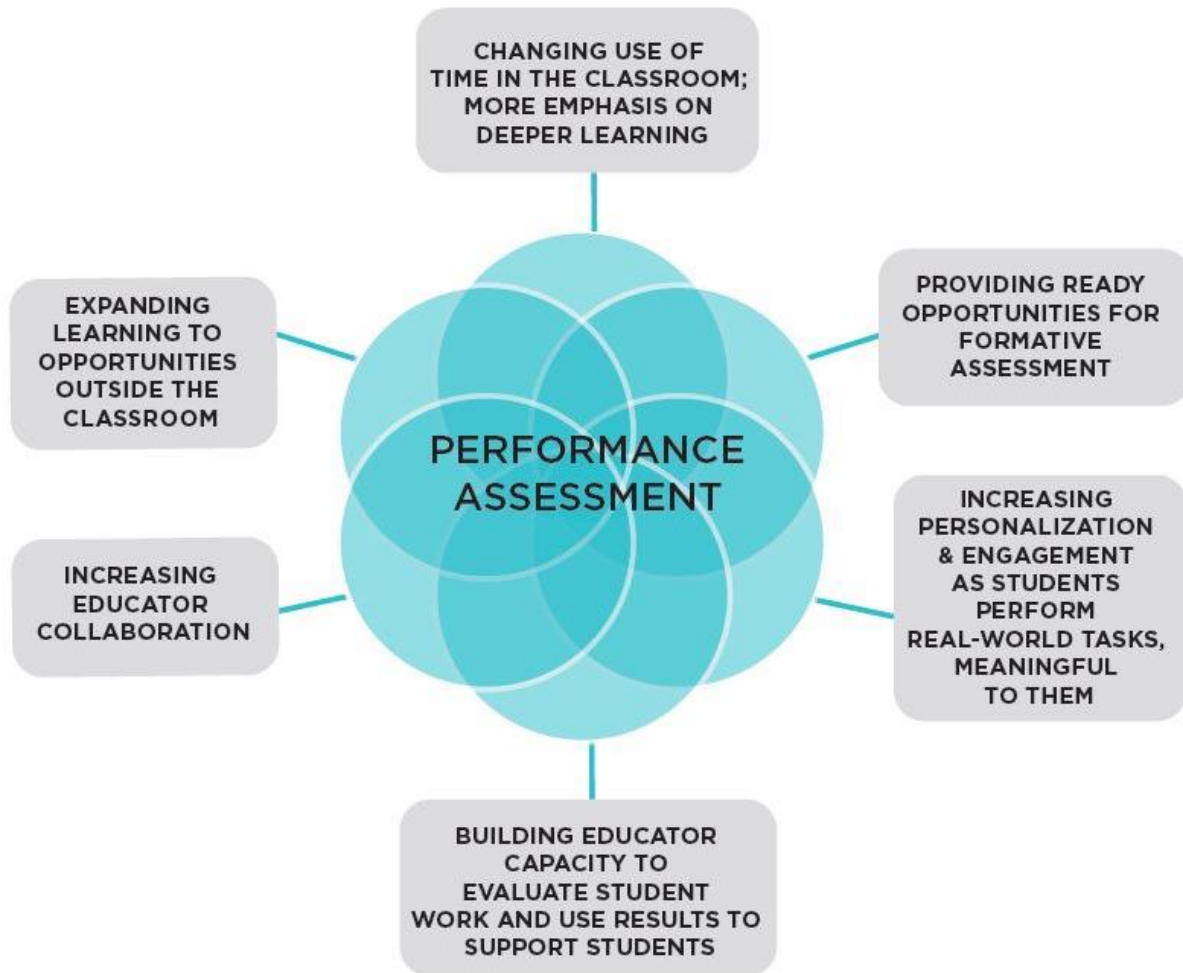 CHANGING USE OF
TIME IN THE CLASSROOM;
MORE EMPHASIS ON
DEEPER LEARNING
PROVIDING READY
OPPORTUNITIES FOR
FORMATIVE
ASSESSMENT
EXPANDING
LEARNING TO
OPPORTUNITIES
OUTSIDE THE
CLASSROOM
PERFORMANCE
ASSESSMENT
INCREASING
PERSONALIZATION
& ENGAGEMENT
AS STUDENTS
PERFORM
REAL-WORLD TASKS,
MEANINGFUL
TO THEM
INCREASING
EDUCATOR
COLLABORATION
BUILDING EDUCATOR
CAPACITY TO
EVALUATE STUDENT
WORK AND USE RESULTS TO
SUPPORT STUDENTS